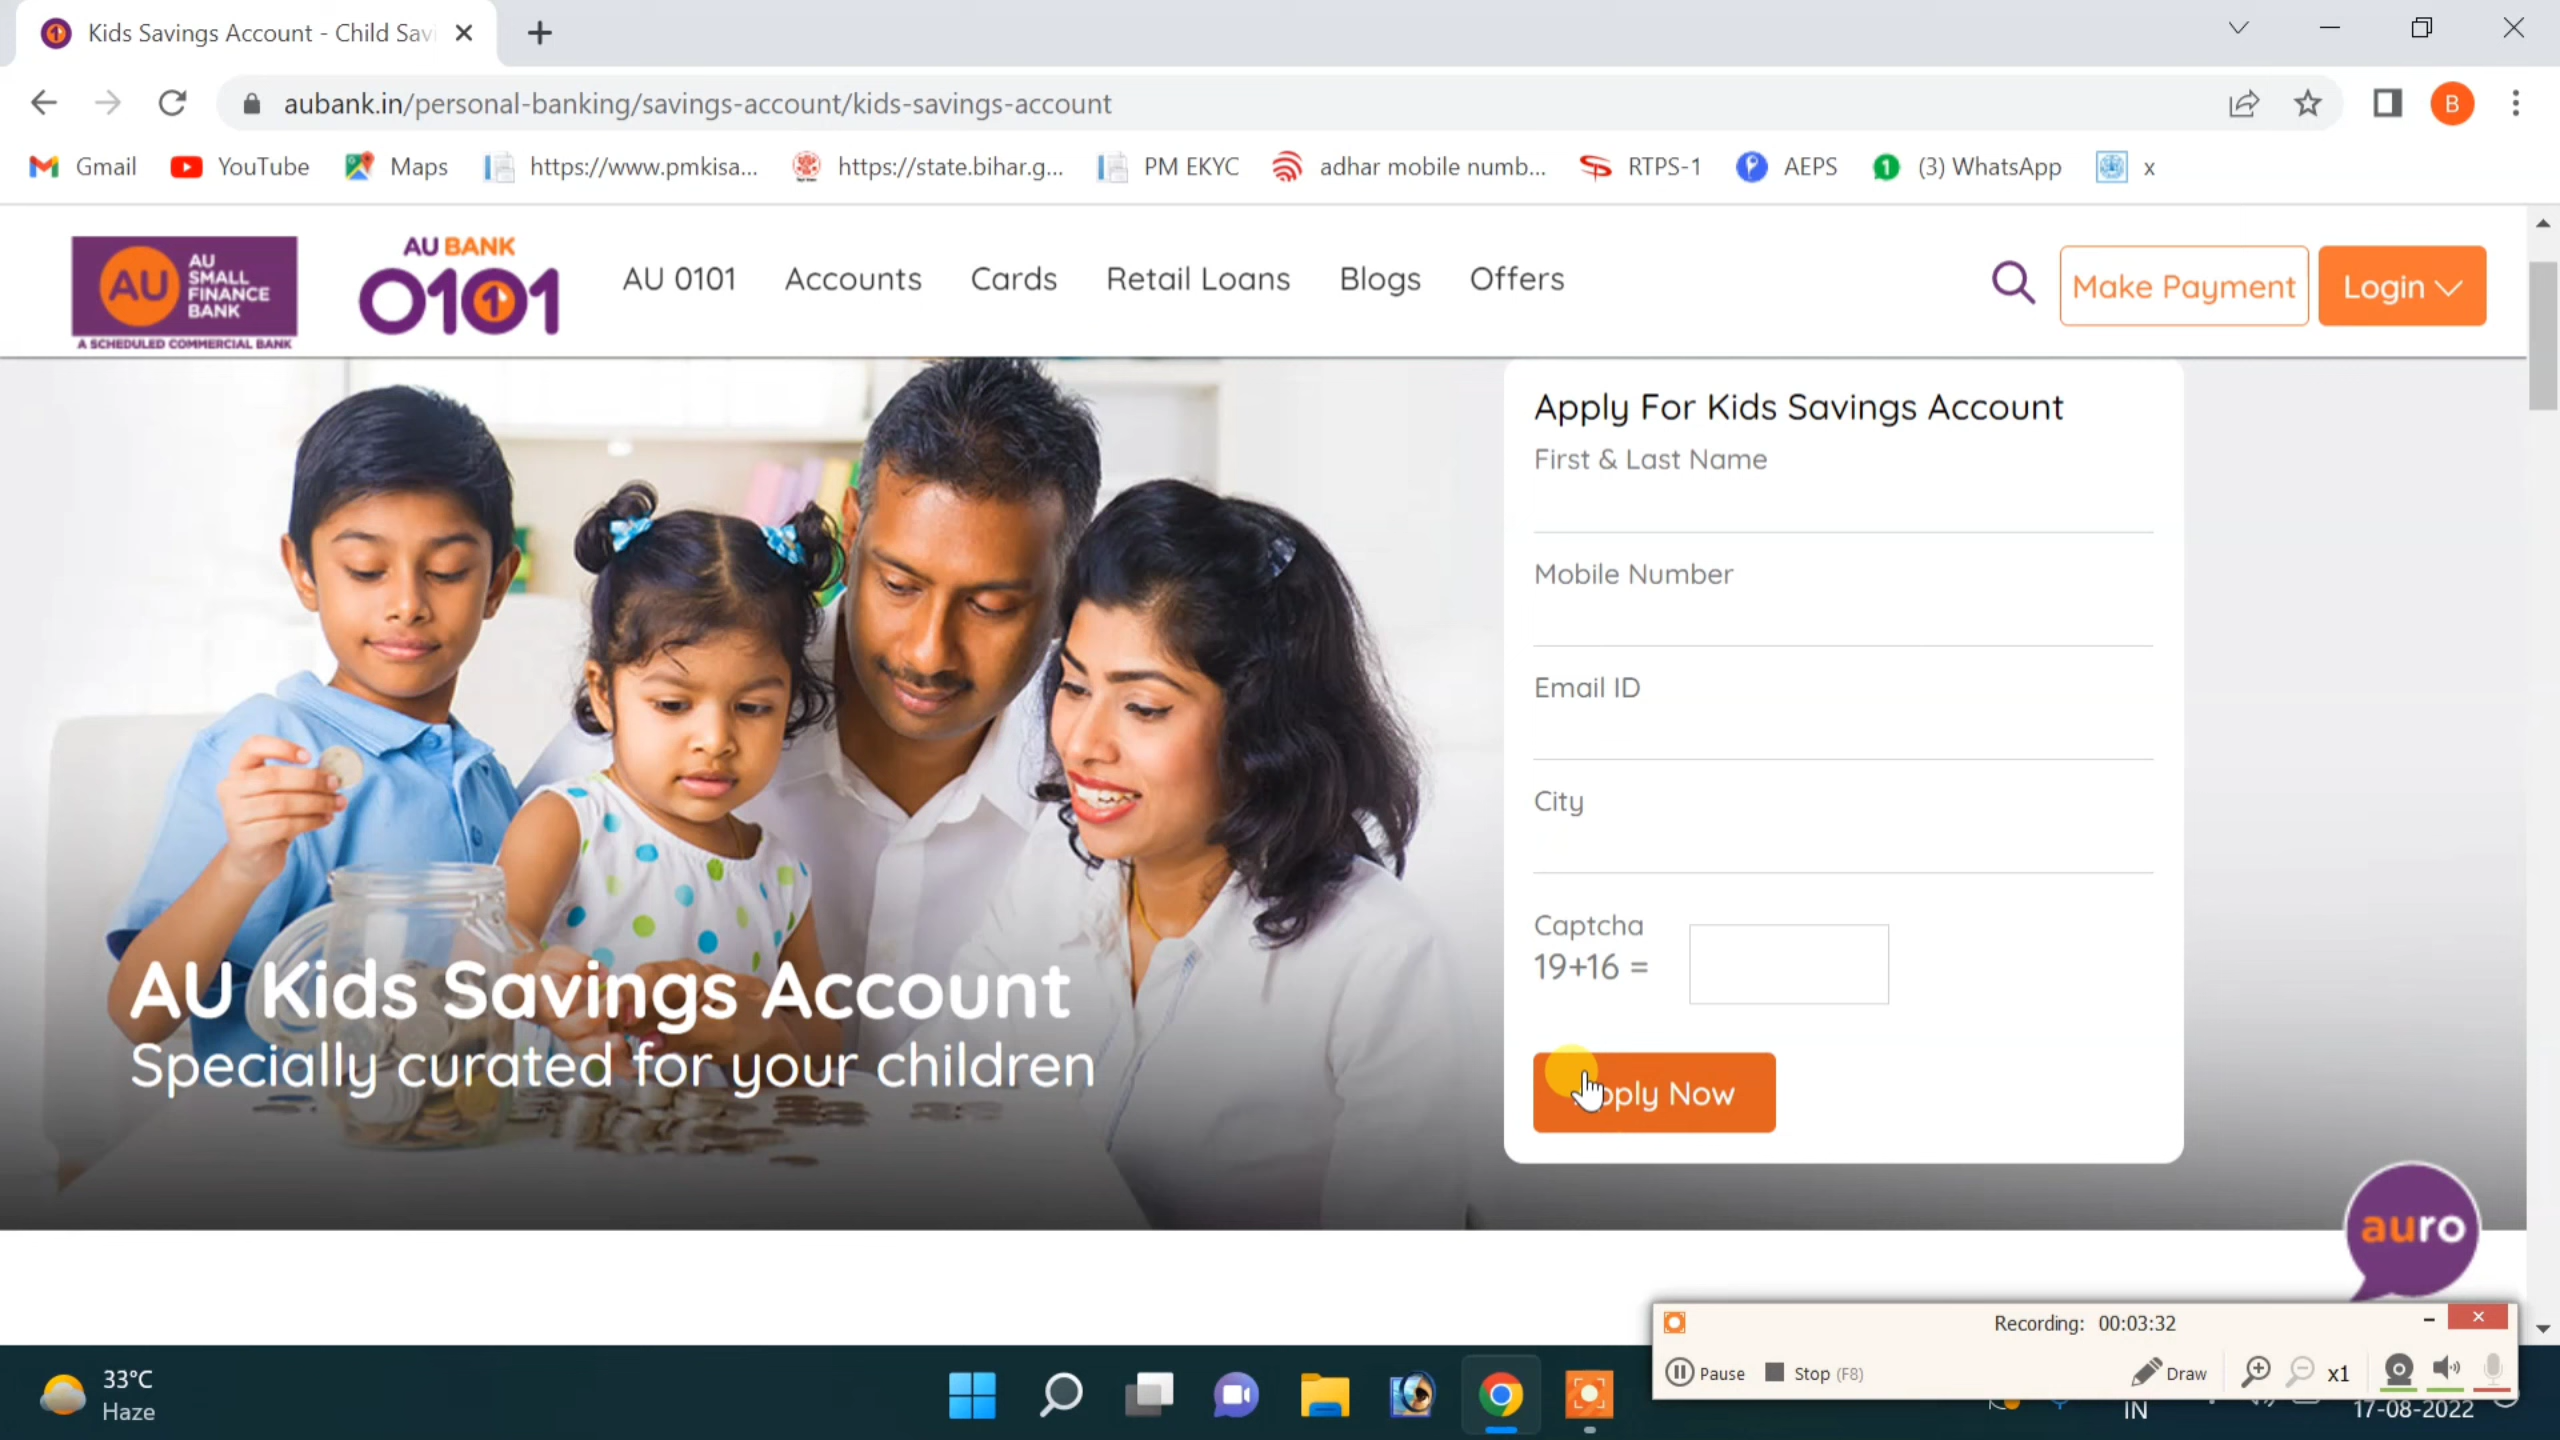 Kids Savings Account - Child Sav
aubank.in/personal-banking/savings-account/kids-savings-account
B
Gmail
YouTube
Maps
https://www.pmkisa...
https://state.bihar.g...
PM EKYC
adhar mobile numb...
RTPS-1
AEPS
(3) WhatsApp
x
AU
AU
SMALL
FINANCE
BANK
A SCHEDULED COMMERCIAL BANK
AU BANK
0101
AU 0101
Accounts
Cards
Retail Loans
Blogs
Offers
Make Payment
Login
Apply For Kids Savings Account
First & Last Name
Mobile Number
Email ID
City
Captcha
19+16 =
pply Now
AU Kids Savings Account
Specially curated for your children
auro
Recording: 00:03:32
Pause
Stop (F8)
Draw
x1
33°C
Haze
IN
17-08-2022